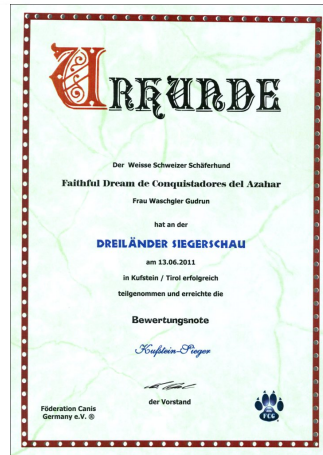 URKUNDE
Der Weisse Schweizer Schäferhund
Faithful Dream de Conquistadores del Azahar
Frau Waschgler Gudrun
hat an der
DREILÄNDER SIEGERSCHAU
am 13.06.2011
in Kufstein / Tirol erfolgreich
teilgenommen und erreichte die
Bewertungsnote
Kufstein-Sieger
der Vorstand
Föderation Canis
Germany e.V. ®
FCG